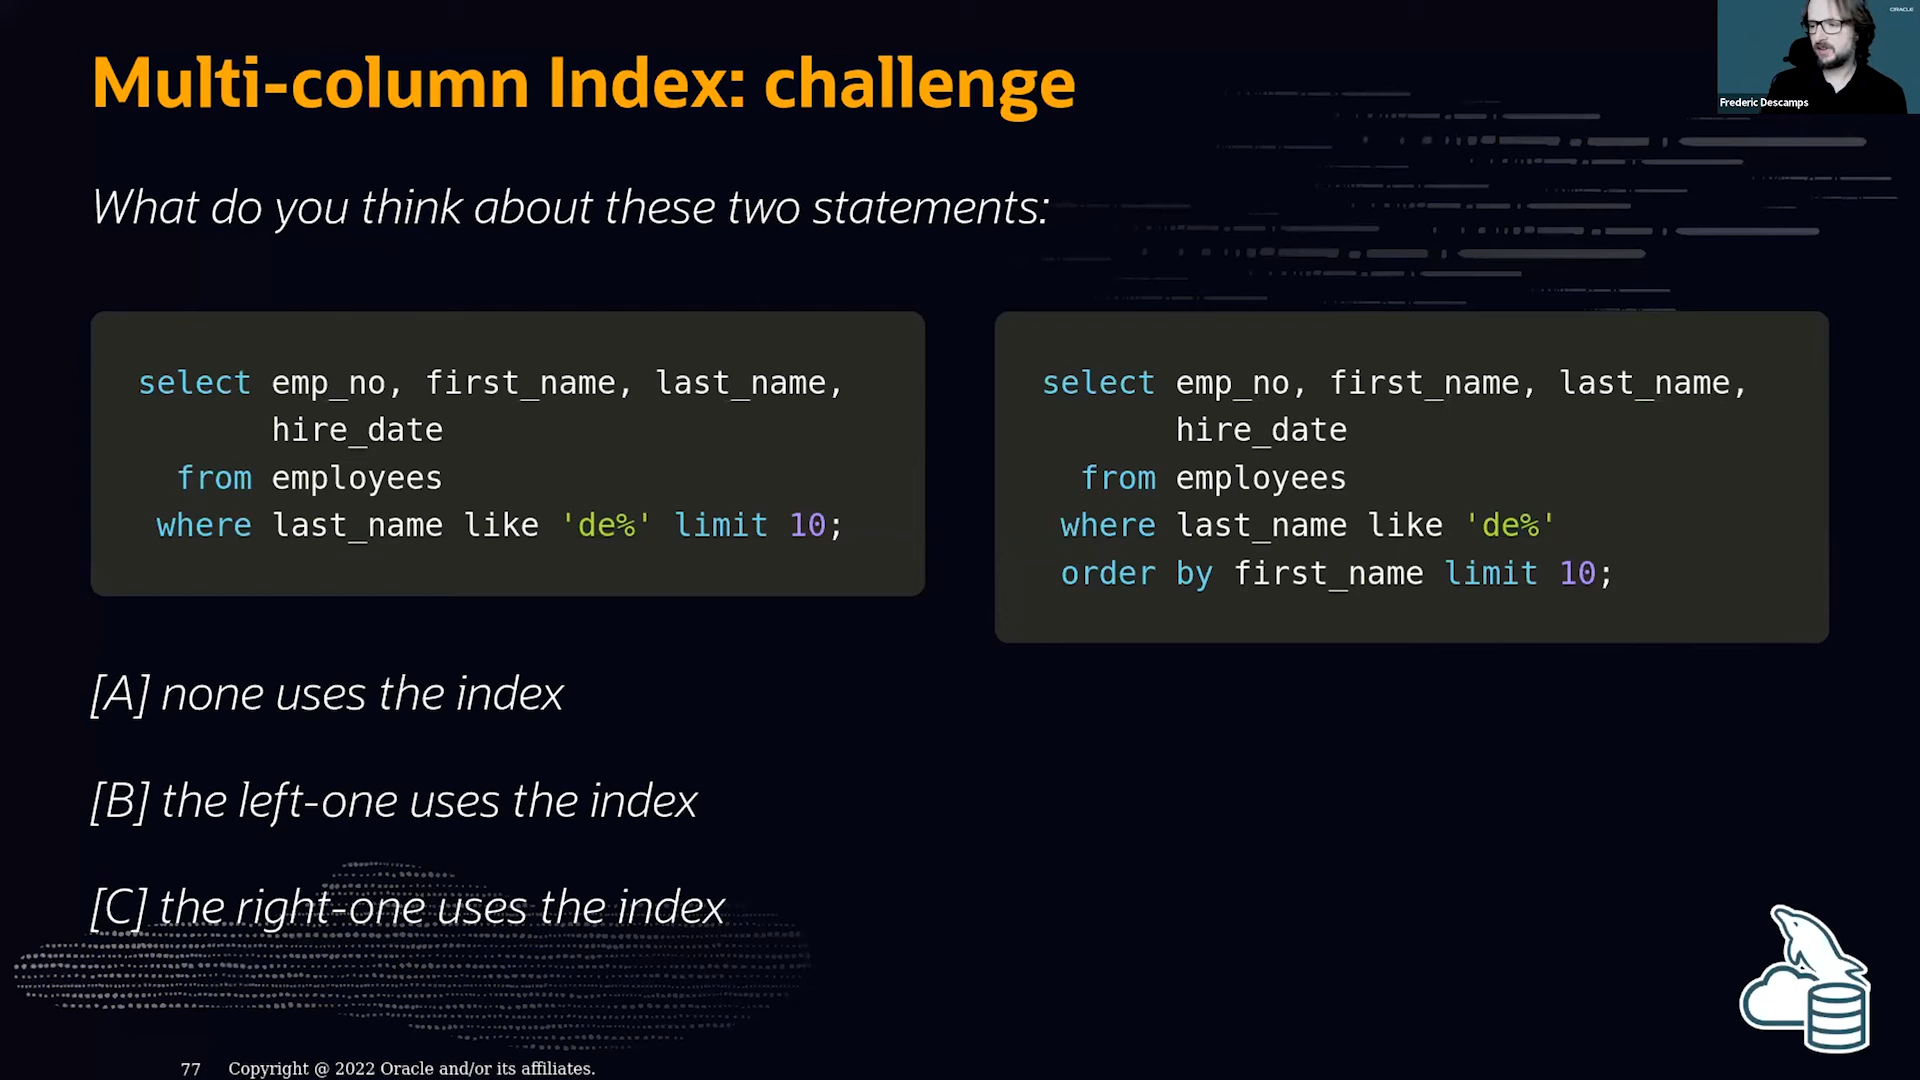 ORACLE
Frederic Descamps
Multi-column Index: challenge
What do you think about these two statements:
select emp_no, first_name, last_name,
hire_date
from employees
where last_name like 'de%' limit 10;
select emp_no, first_name, last_name,
hire_date
from employees
where last_name like 'de%'
order by first_name limit 10;
[A] none uses the index
[B] the left-one uses the index
[C] the right-one uses the index
77 Copyright @ 2022 Oracle and/or its affiliates.